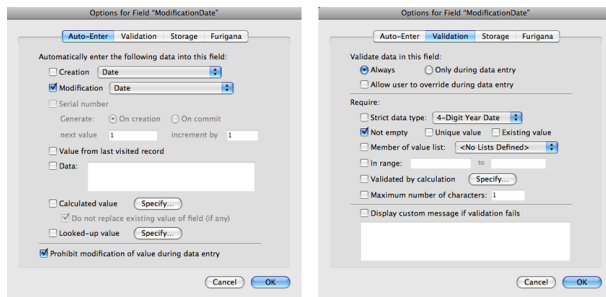 Options for Field "ModificationDate"
Auto-Enter Validation Storage Furigana
Automatically enter the following data into this field:
Creation Date
Modification Date
Serial number
Generate: On creation On commit
next value 1 increment by 1
Value from last visited record
Data:
Calculated value Specify...
Do not replace existing value of field (if any)
Looked-up value Specify...
Prohibit modification of value during data entry
Cancel OK
Options for Field "ModificationDate"
Auto-Enter Validation Storage Furigana
Validate data in this field:
Always Only during data entry
Allow user to override during data entry
Require:
Strict data type: 4-Digit Year Date
Not empty Unique value Existing value
Member of value list: <No Lists Defined>
In range: to
Validated by calculation Specify...
Maximum number of characters: 1
Display custom message if validation fails
Cancel OK